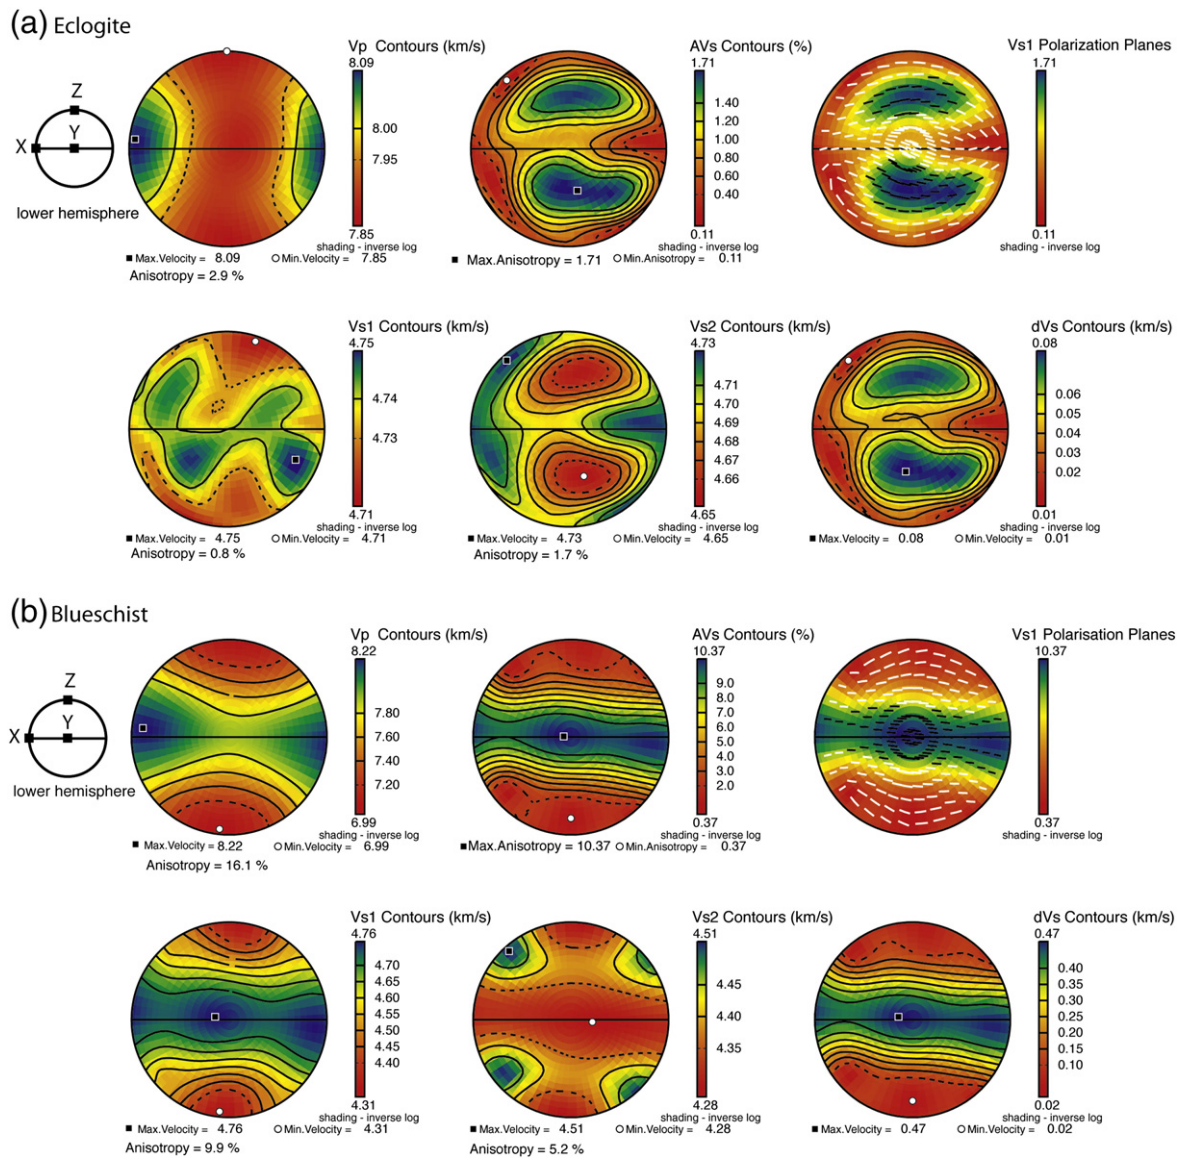 (a) Eclogite
Vp Contours (km/s)
8.09
8.00
7.95
7.85
shading - inverse log
Max.Velocity = 8.09
Min.Velocity = 7.85
Anisotropy = 2.9 %
X
Y
Z
lower hemisphere
AVs Contours (%)
1.71
1.40
1.20
1.00
0.80
0.60
0.40
0.11
shading - inverse log
Max.Anisotropy = 1.71
Min.Anisotropy = 0.11
Vs1 Polarization Planes
1.71
0.11
shading - inverse log
Vs1 Contours (km/s)
4.75
4.74
4.73
4.71
shading - inverse log
Max.Velocity = 4.75
Min.Velocity = 4.71
Anisotropy = 0.8 %
Vs2 Contours (km/s)
4.73
4.71
4.70
4.69
4.68
4.67
4.66
4.65
shading - inverse log
Max.Velocity = 4.73
Min.Velocity = 4.65
Anisotropy = 1.7 %
dVs Contours (km/s)
0.08
0.06
0.05
0.04
0.03
0.02
0.01
shading - inverse log
Max.Velocity = 0.08
Min.Velocity = 0.01
(b) Blueschist
Vp Contours (km/s)
8.22
7.80
7.60
7.40
7.20
6.99
shading - inverse log
Max.Velocity = 8.22
Min.Velocity = 6.99
Anisotropy = 16.1 %
X
Y
Z
lower hemisphere
AVs Contours (%)
10.37
9.0
8.0
7.0
6.0
5.0
4.0
3.0
2.0
0.37
shading - inverse log
Max.Anisotropy = 10.37
Min.Anisotropy = 0.37
Vs1 Polarisation Planes
10.37
0.37
shading - inverse log
Vs1 Contours (km/s)
4.76
4.70
4.65
4.60
4.55
4.50
4.45
4.40
4.31
shading - inverse log
Max.Velocity = 4.76
Min.Velocity = 4.31
Anisotropy = 9.9 %
Vs2 Contours (km/s)
4.51
4.45
4.40
4.35
4.28
shading - inverse log
Max.Velocity = 4.51
Min.Velocity = 4.28
Anisotropy = 5.2 %
dVs Contours (km/s)
0.47
0.40
0.35
0.30
0.25
0.20
0.15
0.10
0.02
shading - inverse log
Max.Velocity = 0.47
Min.Velocity = 0.02